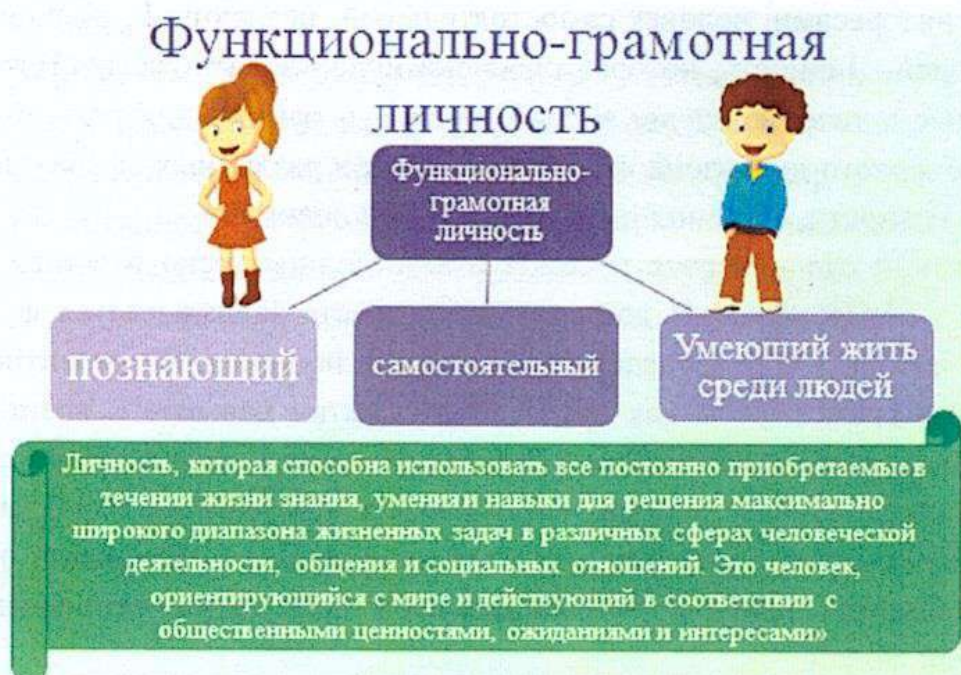 Функционально-грамотная
личность
Функционально-
грамотная
личность
познающий
самостоятельный
Умеющий жить
среди людей
Личность, которая способна использовать все постоянно приобретаемые в
течении жизни знания, умения и навыки для решения максимально
широкого диапазона жизненных задач в различных сферах человеческой
деятельности, общения и социальных отношений. Это человек,
ориентирующийся с мире и действующий в соответствии с
общественными ценностями, ожиданиями и интересами»